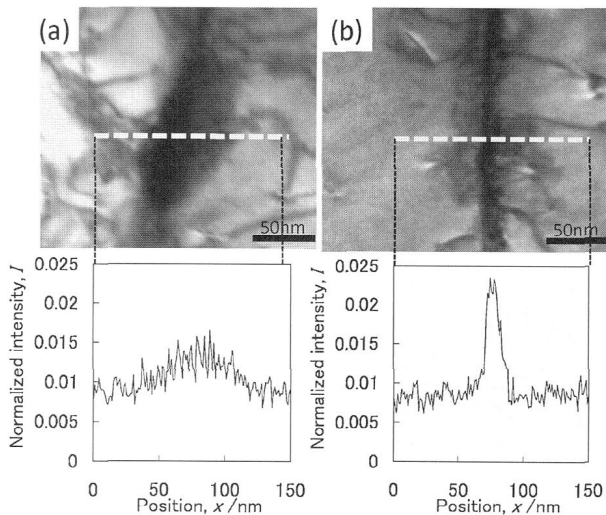 (a)
50nm
(b)
50nm
Normalized intensity, I
0.025
0.02
0.015
0.01
0.005
0
0 50 100 150
Position, x/nm
Normalized intensity, I
0.025
0.02
0.015
0.01
0.005
0
0 50 100 150
Position, x/nm